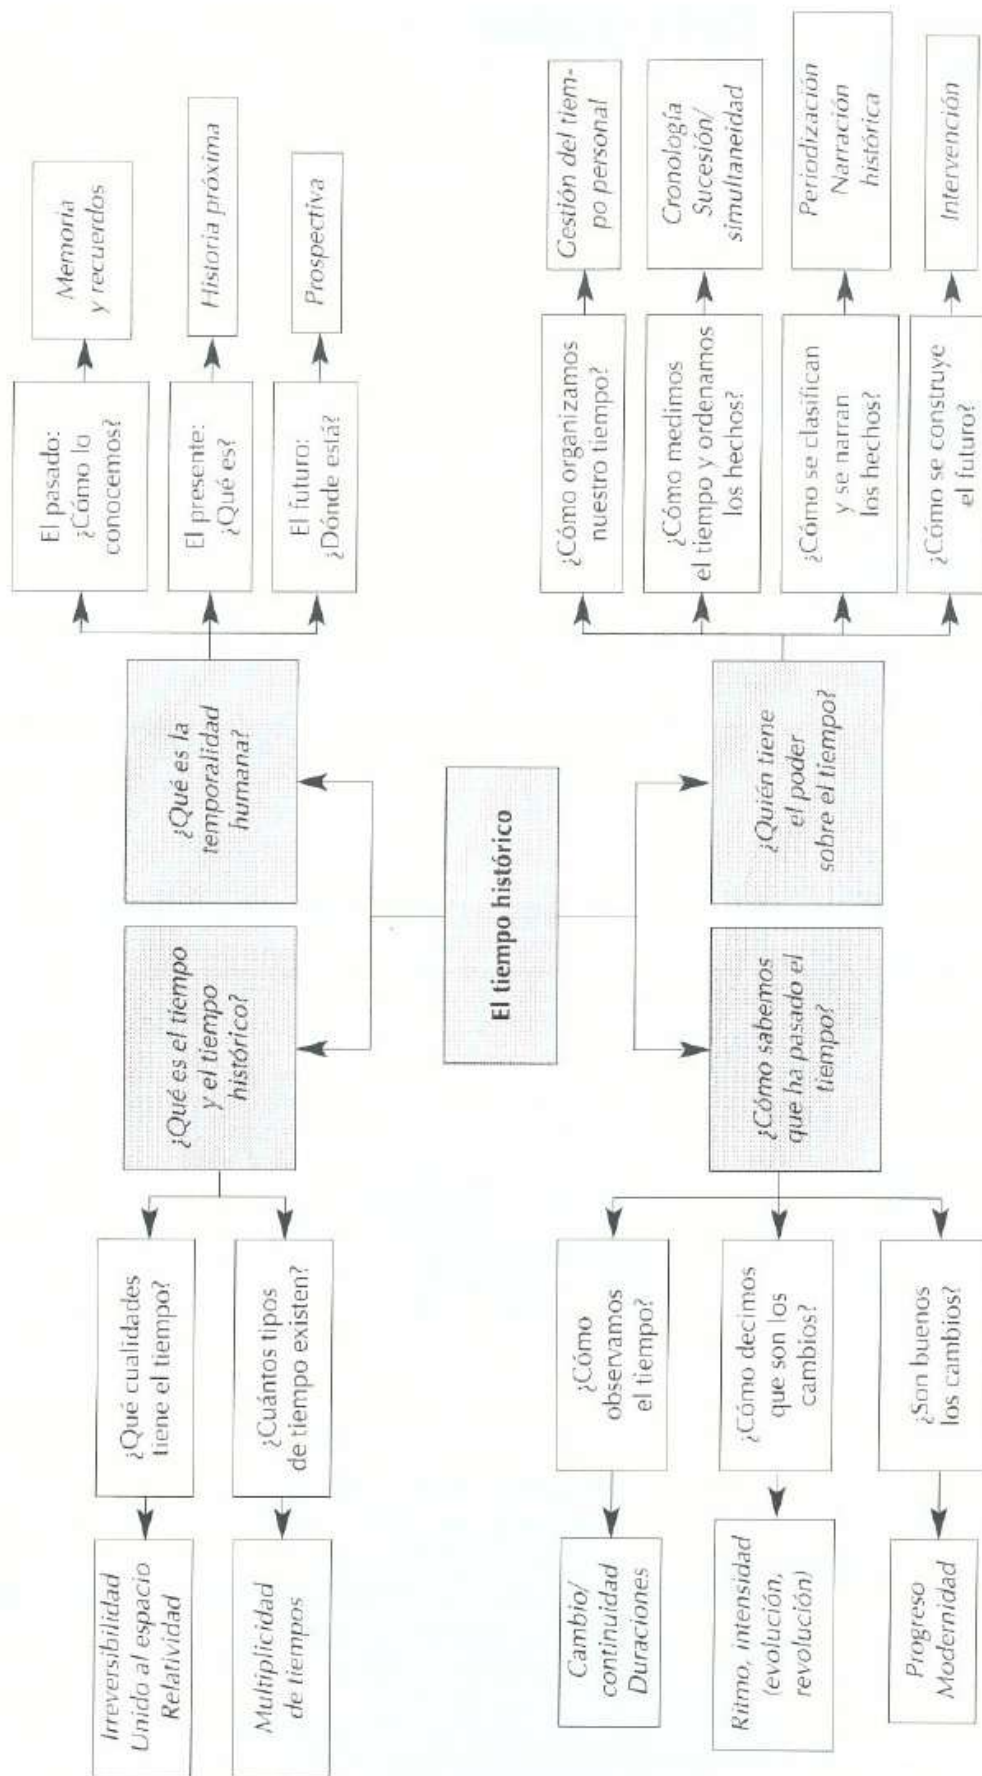 Irreversibilidad
Unido al espacio
Relatividad
¿Qué cualidades
tiene el tiempo?
Multiplicidad
de tiempos
¿Cuántos tipos
de tiempo existen?
¿Qué es el tiempo
y el tiempo
histórico?
¿Qué es la
temporalidad
humana?
El pasado:
¿Cómo lo
conocemos?
Memoria
y recuerdos
El presente:
¿Qué es?
Historia próxima
El futuro:
¿Dónde está?
Prospectiva
El tiempo histórico
Cambio/
continuidad
Duraciones
¿Cómo
observamos
el tiempo?
Ritmo, intensidad
(evolución,
revolución)
¿Cómo decimos
que son los
cambios?
Progreso
Modernidad
¿Son buenos
los cambios?
¿Cómo sabemos
que ha pasado el
tiempo?
¿Quién tiene
el poder
sobre el tiempo?
¿Cómo organizamos
nuestro tiempo?
Gestión del tiem-
po personal
¿Cómo medimos
el tiempo y ordenamos
los hechos?
Cronología
Sucesión/
simultaneidad
¿Cómo se clasifican
y se narran
los hechos?
Periodización
Narración
histórica
¿Cómo se construye
el futuro?
Intervención